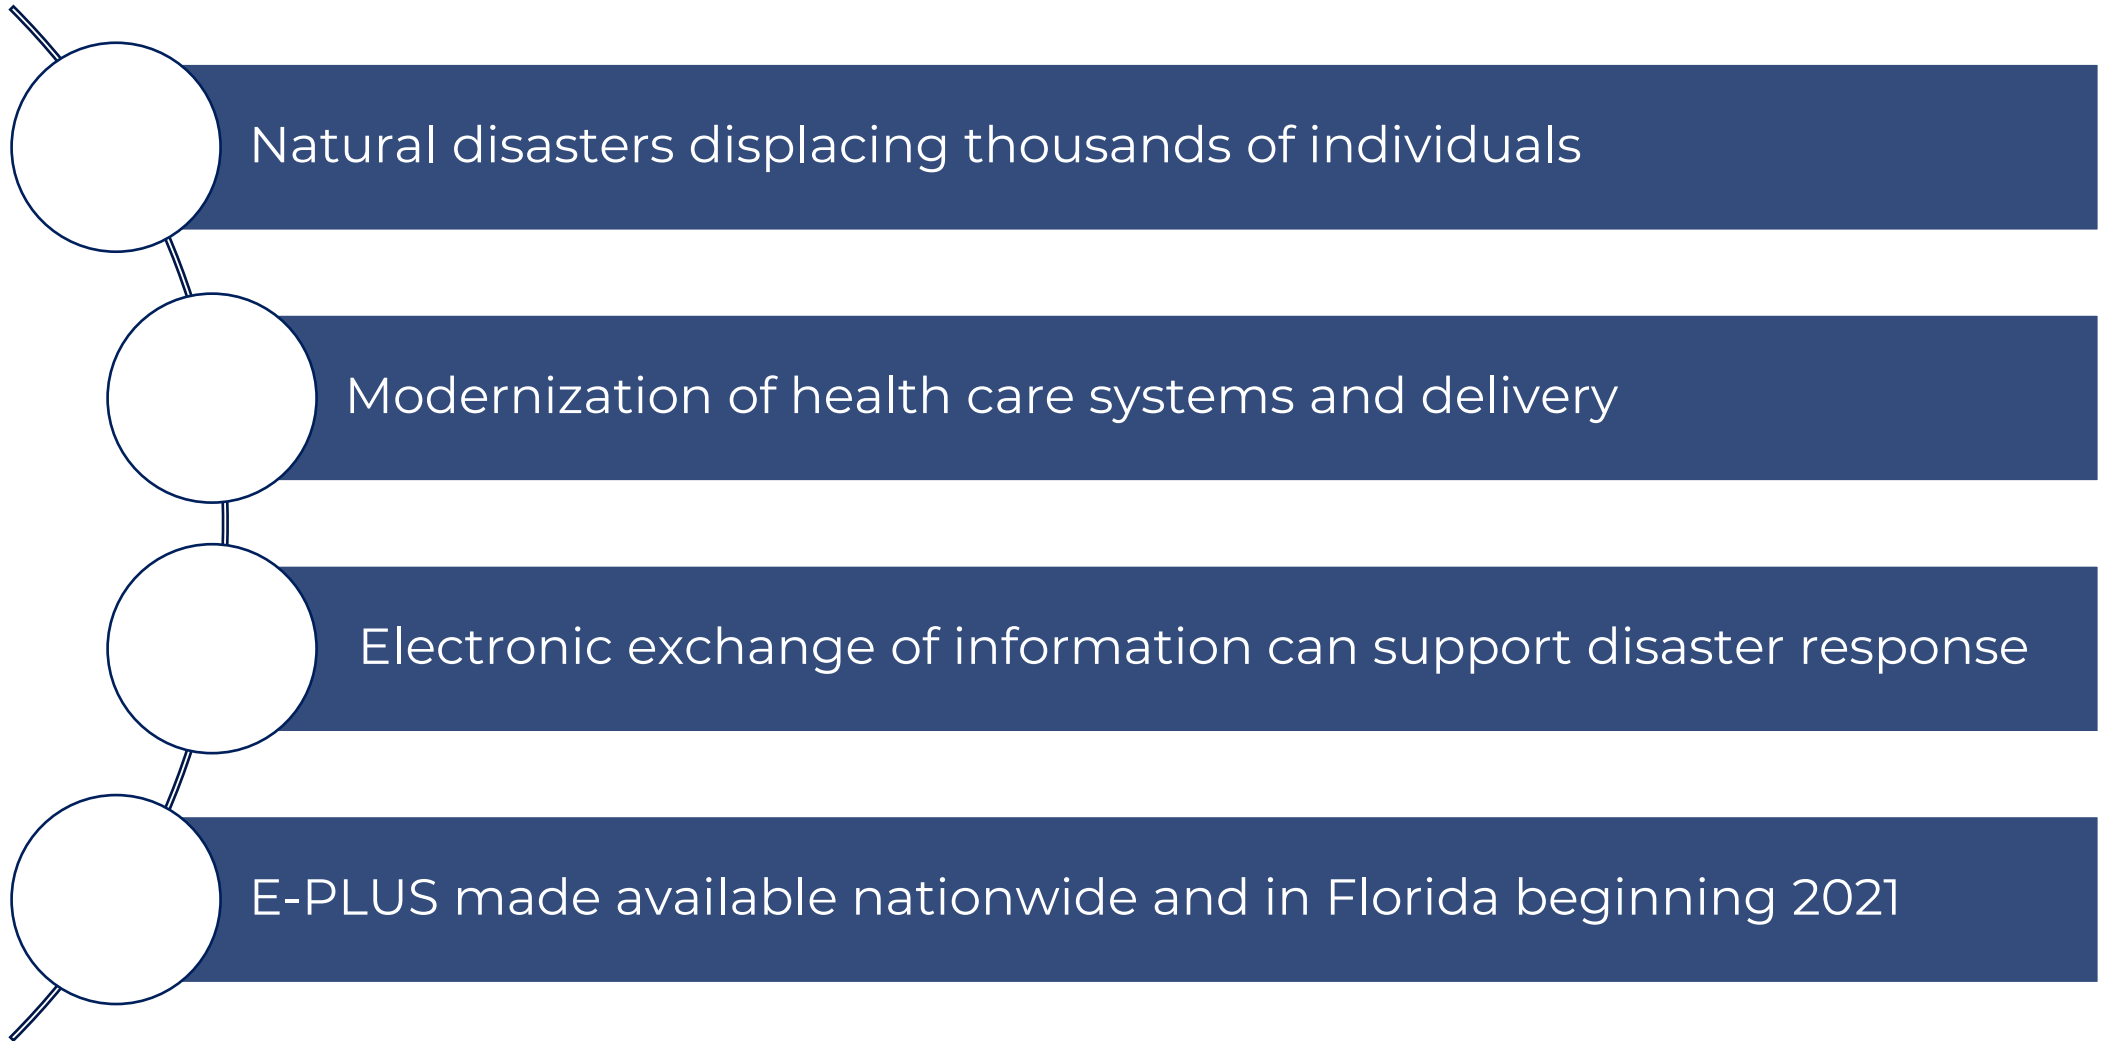 Natural disasters displacing thousands of individuals
Modernization of health care systems and delivery
Electronic exchange of information can support disaster response
E-PLUS made available nationwide and in Florida beginning 2021